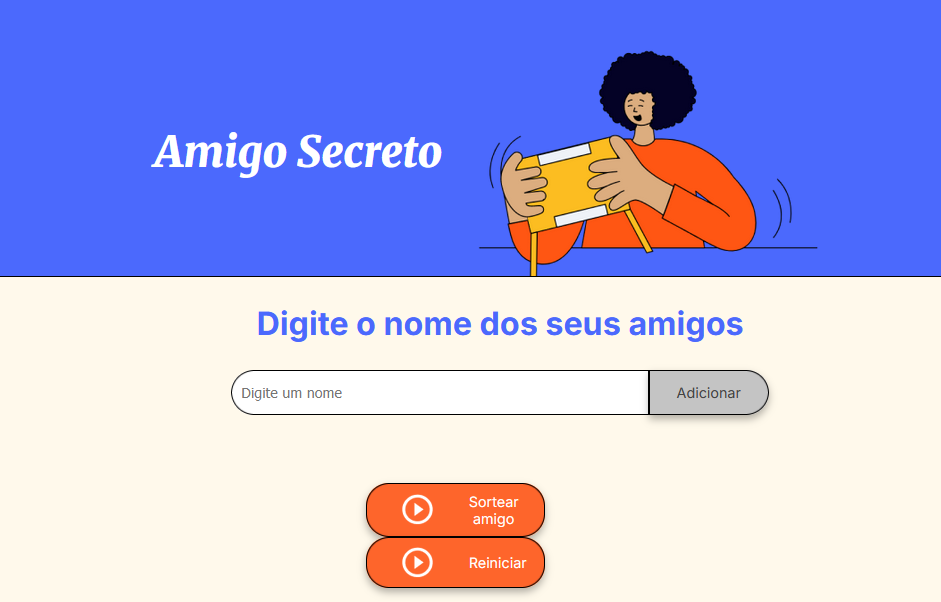 Amigo Secreto
Digite o nome dos seus amigos
Digite um nome
Adicionar
Sortear
amigo
Reiniciar